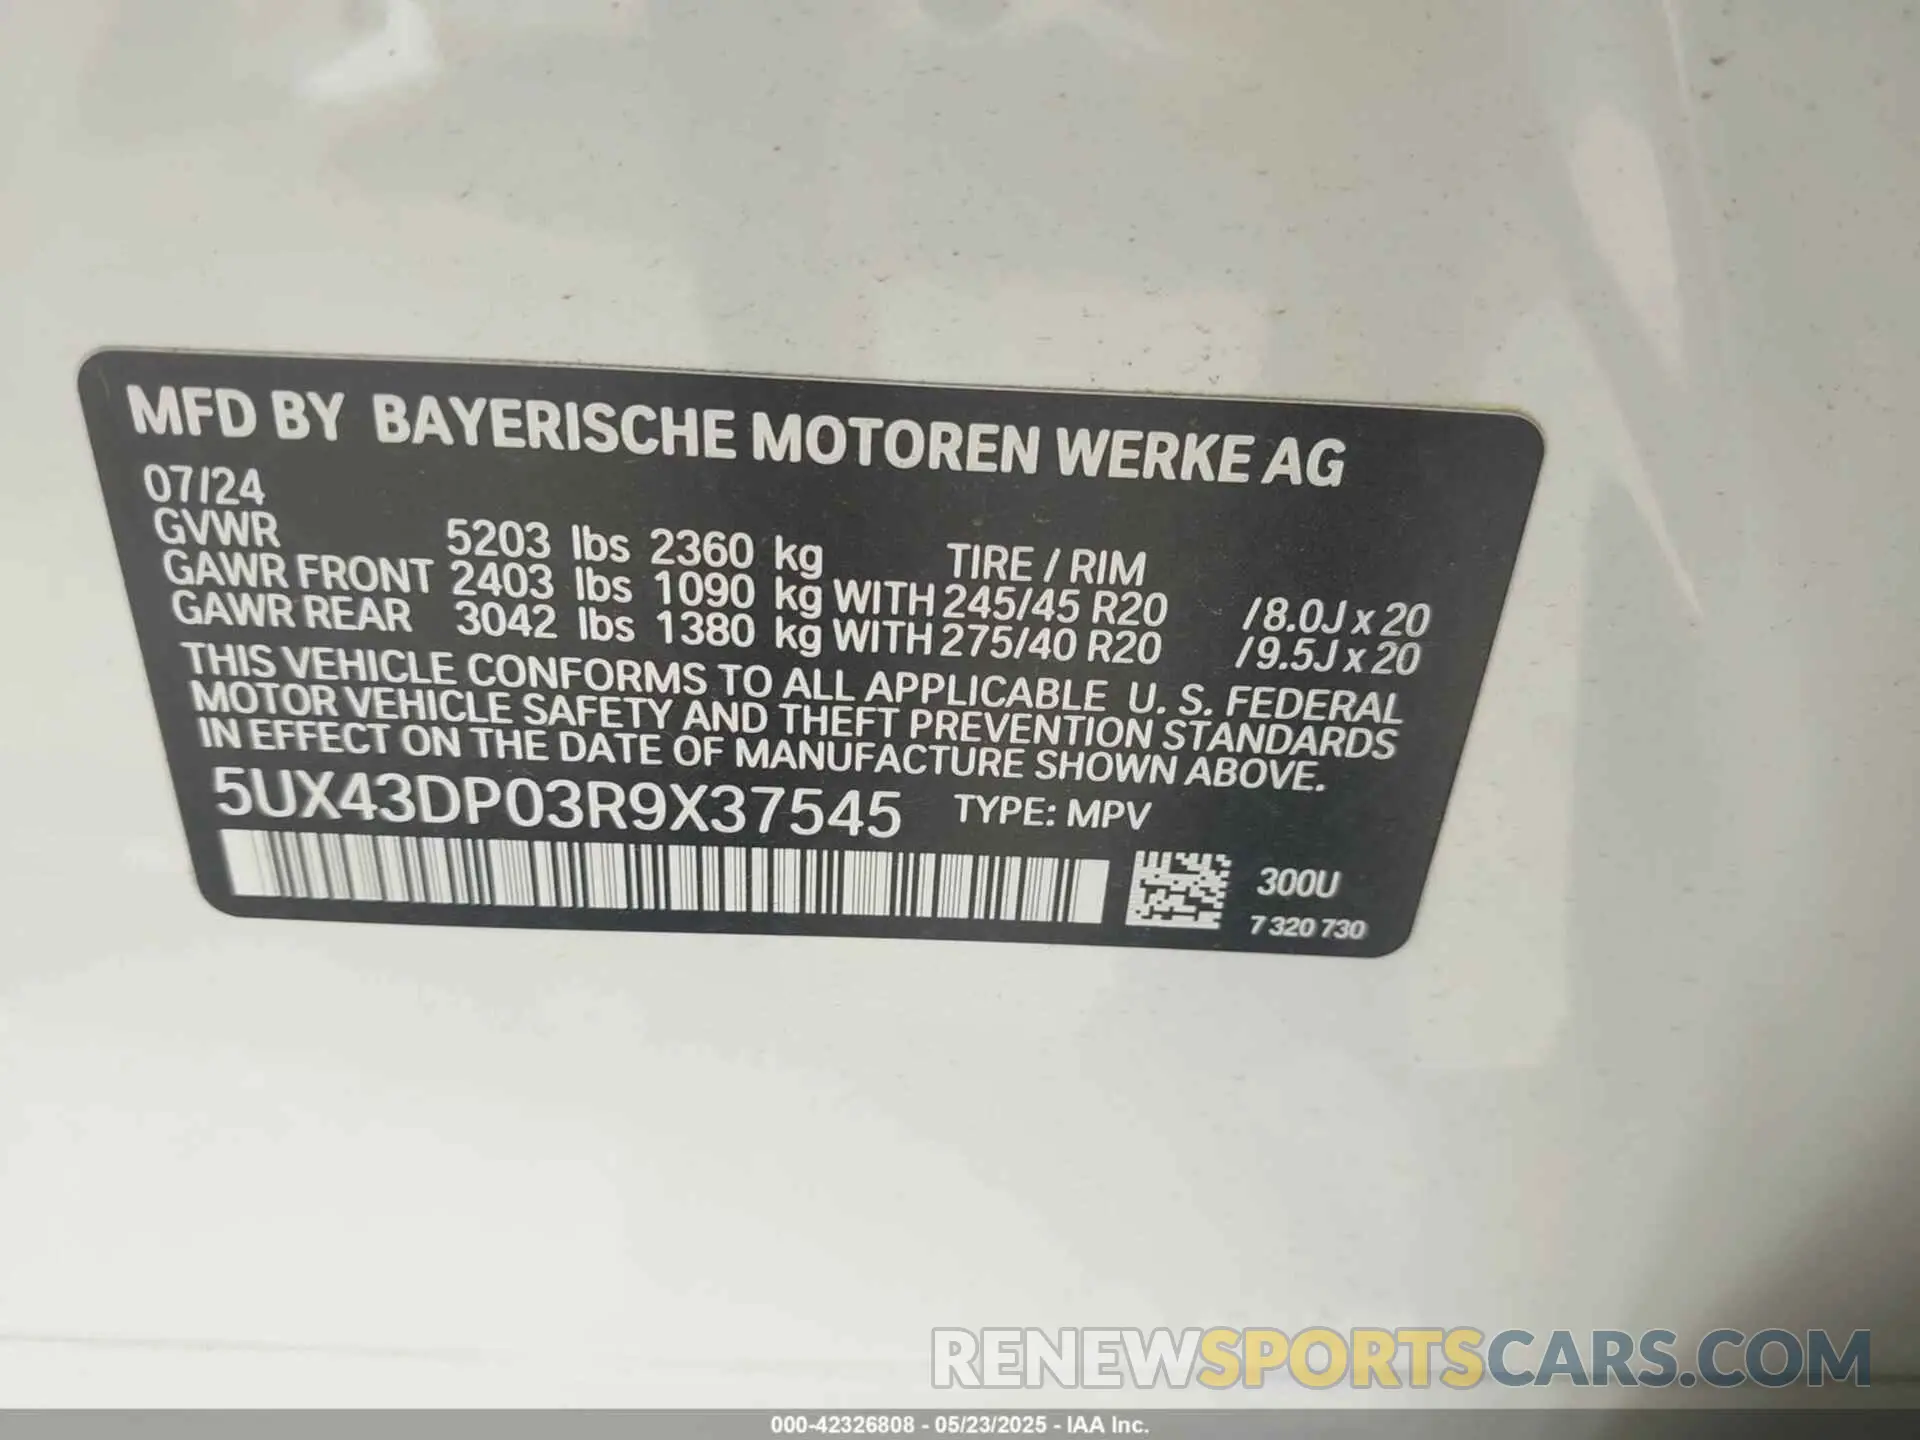 MFD BY BAYERISCHE MOTOREN WERKE AG
07/24
GVWR 5203 lbs 2360 kg TIRE / RIM
GAWR FRONT 2403 lbs 1090 kg WITH 245/45 R20 /8.0J x 20
GAWR REAR 3042 lbs 1380 kg WITH 275/40 R20 /9.5J x 20
THIS VEHICLE CONFORMS TO ALL APPLICABLE U. S. FEDERAL
MOTOR VEHICLE SAFETY AND THEFT PREVENTION STANDARDS
IN EFFECT ON THE DATE OF MANUFACTURE SHOWN ABOVE.
5UX43DP03R9X37545 TYPE: MPV
300U
7 320 730
RENEWSPORTSCARS.COM
000-42326808 - 05/23/2025 - IAA Inc.